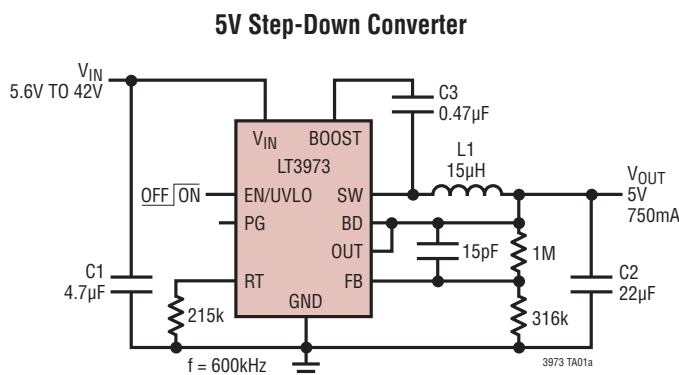 5V Step-Down Converter
VIN
5.6V TO 42V
C3
0.47µF
VIN
BOOST
LT3973
L1
15µH
VOUT
5V
750mA
OFF ON
EN/UVLO
SW
PG
BD
OUT
15pF
1M
C1
4.7µF
RT
FB
C2
22µF
GND
215k
316k
f = 600kHz
3973 TA01a